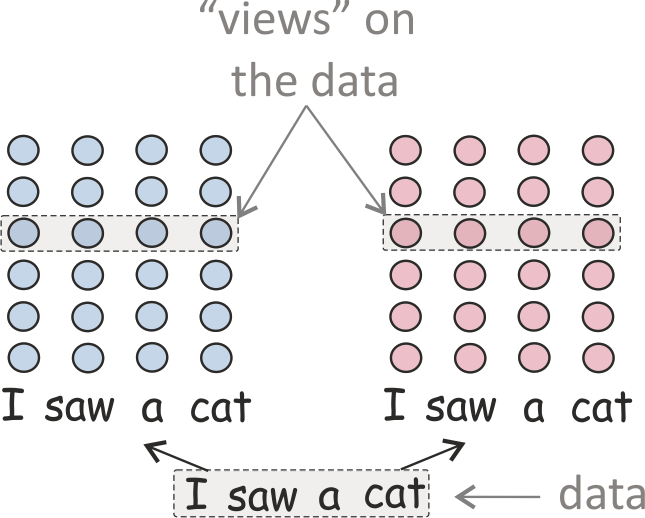 “views” on
the data
I saw a cat
I saw a cat
I saw a cat
data